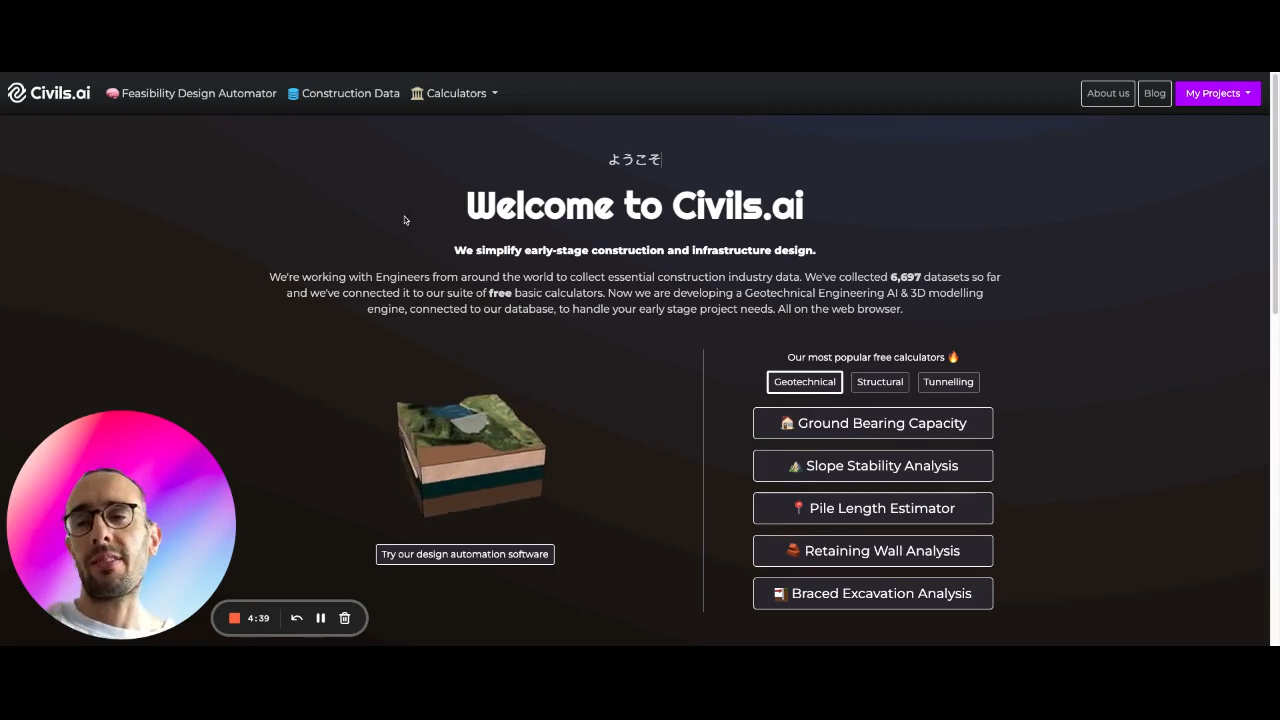 Civils.ai
Feasibility Design Automator
Construction Data
Calculators
About us
Blog
My Projects
ようこそ
Welcome to Civils.ai
We simplify early-stage construction and infrastructure design.
We're working with Engineers from around the world to collect essential construction industry data. We've collected 6,697 datasets so far
and we've connected it to our suite of free basic calculators. Now we are developing a Geotechnical Engineering AI & 3D modelling
engine, connected to our database, to handle your early stage project needs. All on the web browser.
Try our design automation software
Our most popular free calculators 🔥
Geotechnical
Structural
Tunnelling
Ground Bearing Capacity
Slope Stability Analysis
Pile Length Estimator
Retaining Wall Analysis
Braced Excavation Analysis
4:39